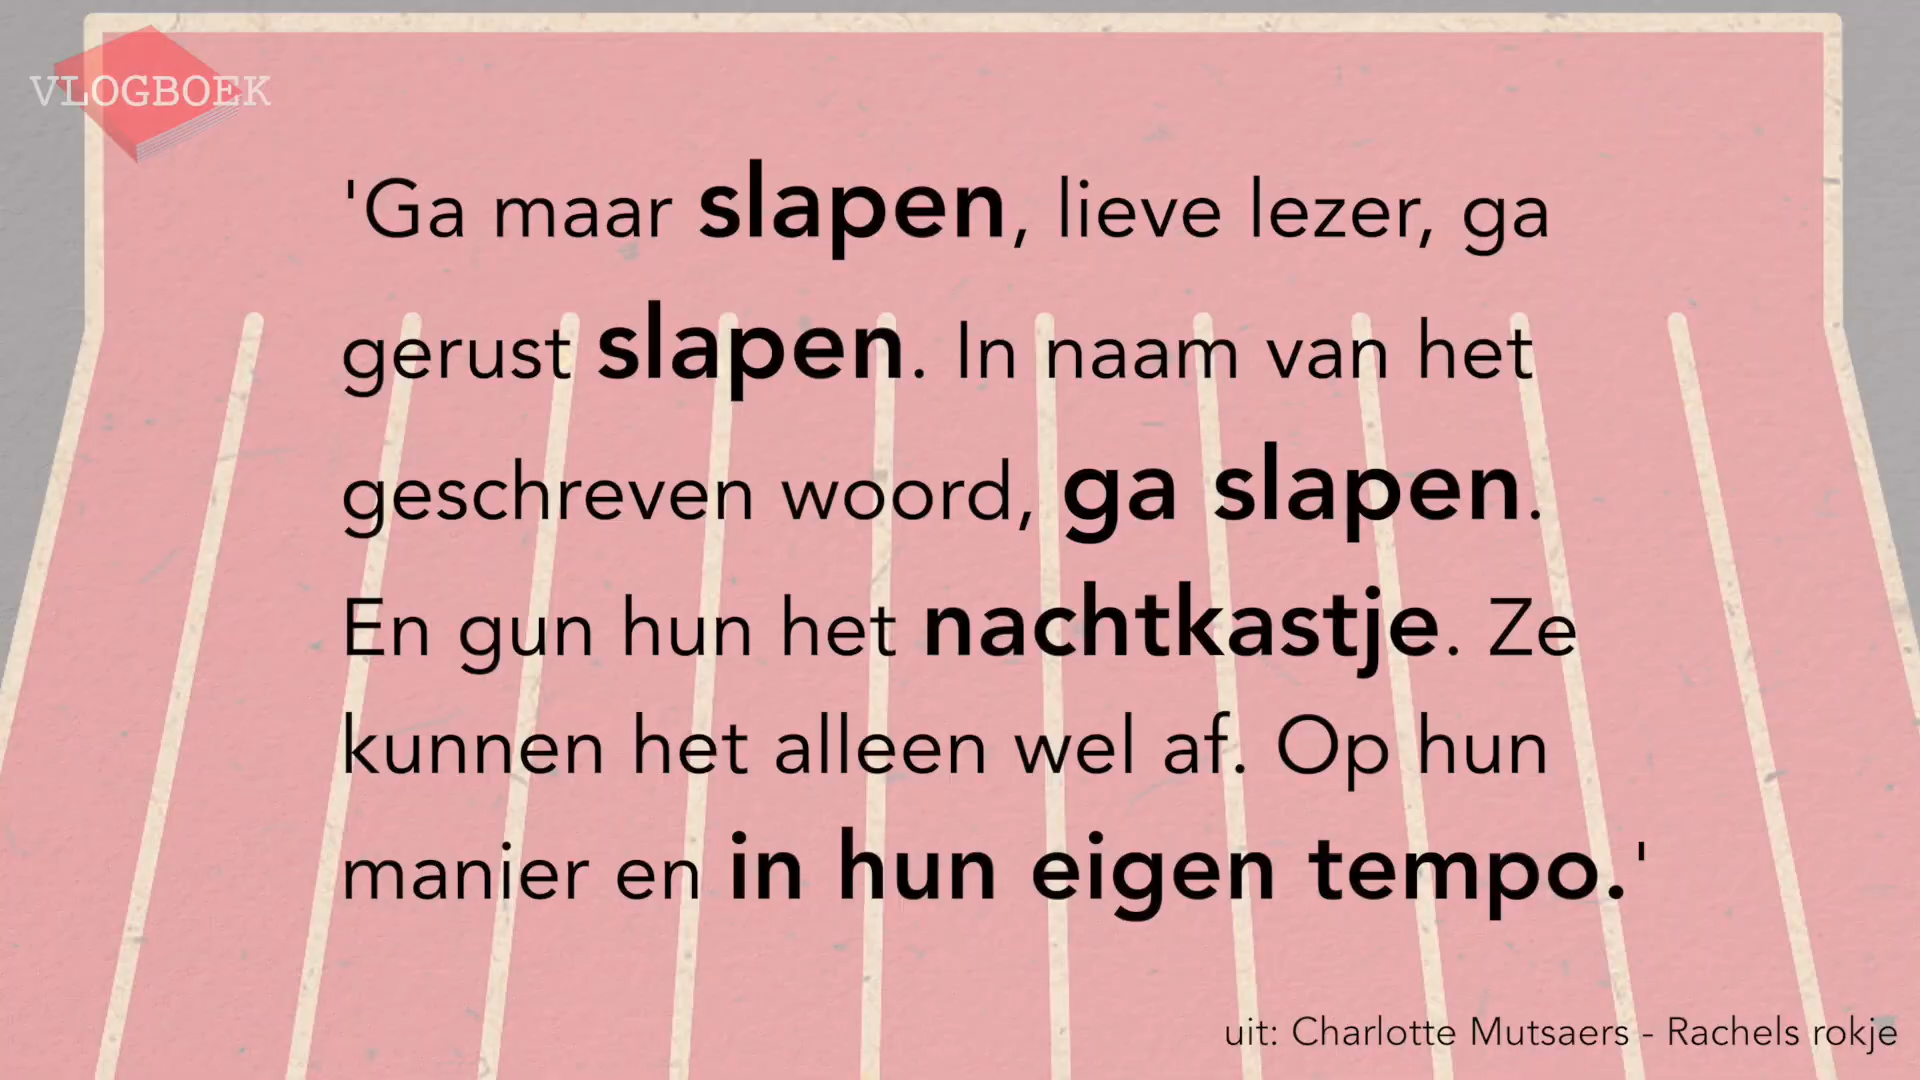 VLOGBOEK
'Ga maar slapen, lieve lezer, ga
gerust slapen. In naam van het
geschreven woord, ga slapen.
En gun hun het nachtkastje. Ze
kunnen het alleen wel af. Op hun
manier en in hun eigen tempo.'
uit: Charlotte Mutsaers - Rachels rokje